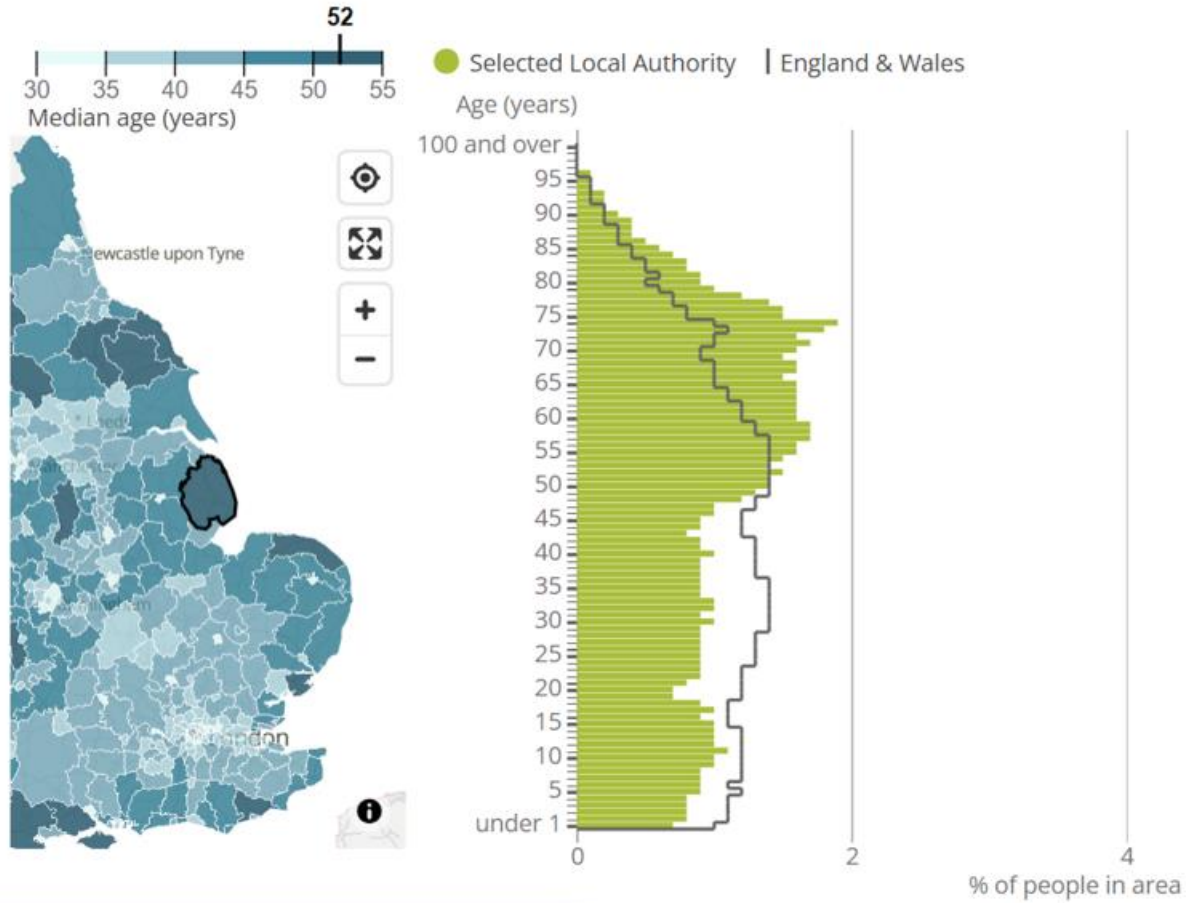 52
30 35 40 45 50 55
Median age (years)
Selected Local Authority
England & Wales
Newcastle upon Tyne
Leeds
Age (years)
100 and over
95
90
85
80
75
70
65
60
55
50
45
40
35
30
25
20
15
10
5
under 1
0 2 4
% of people in area
+
−
i